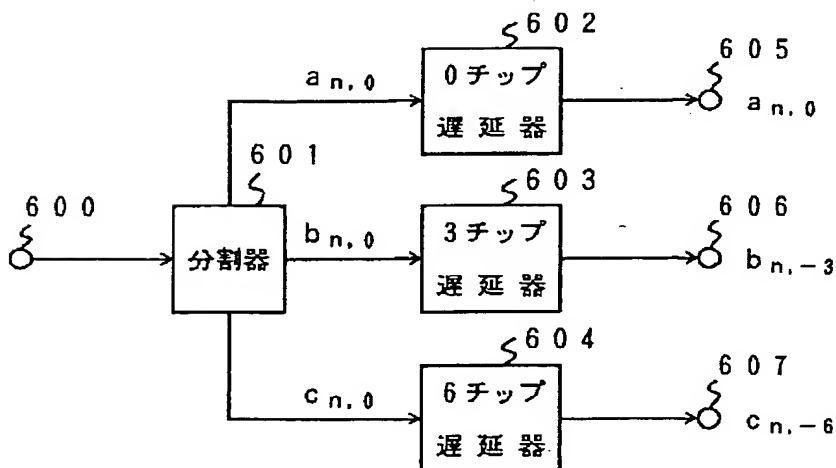 602
0チップ
遅延器
605
a n,0
a n,0
601
603
606
600
分割器
b n,0
3チップ
遅延器
b n,-3
604
607
c n,0
6チップ
遅延器
c n,-6